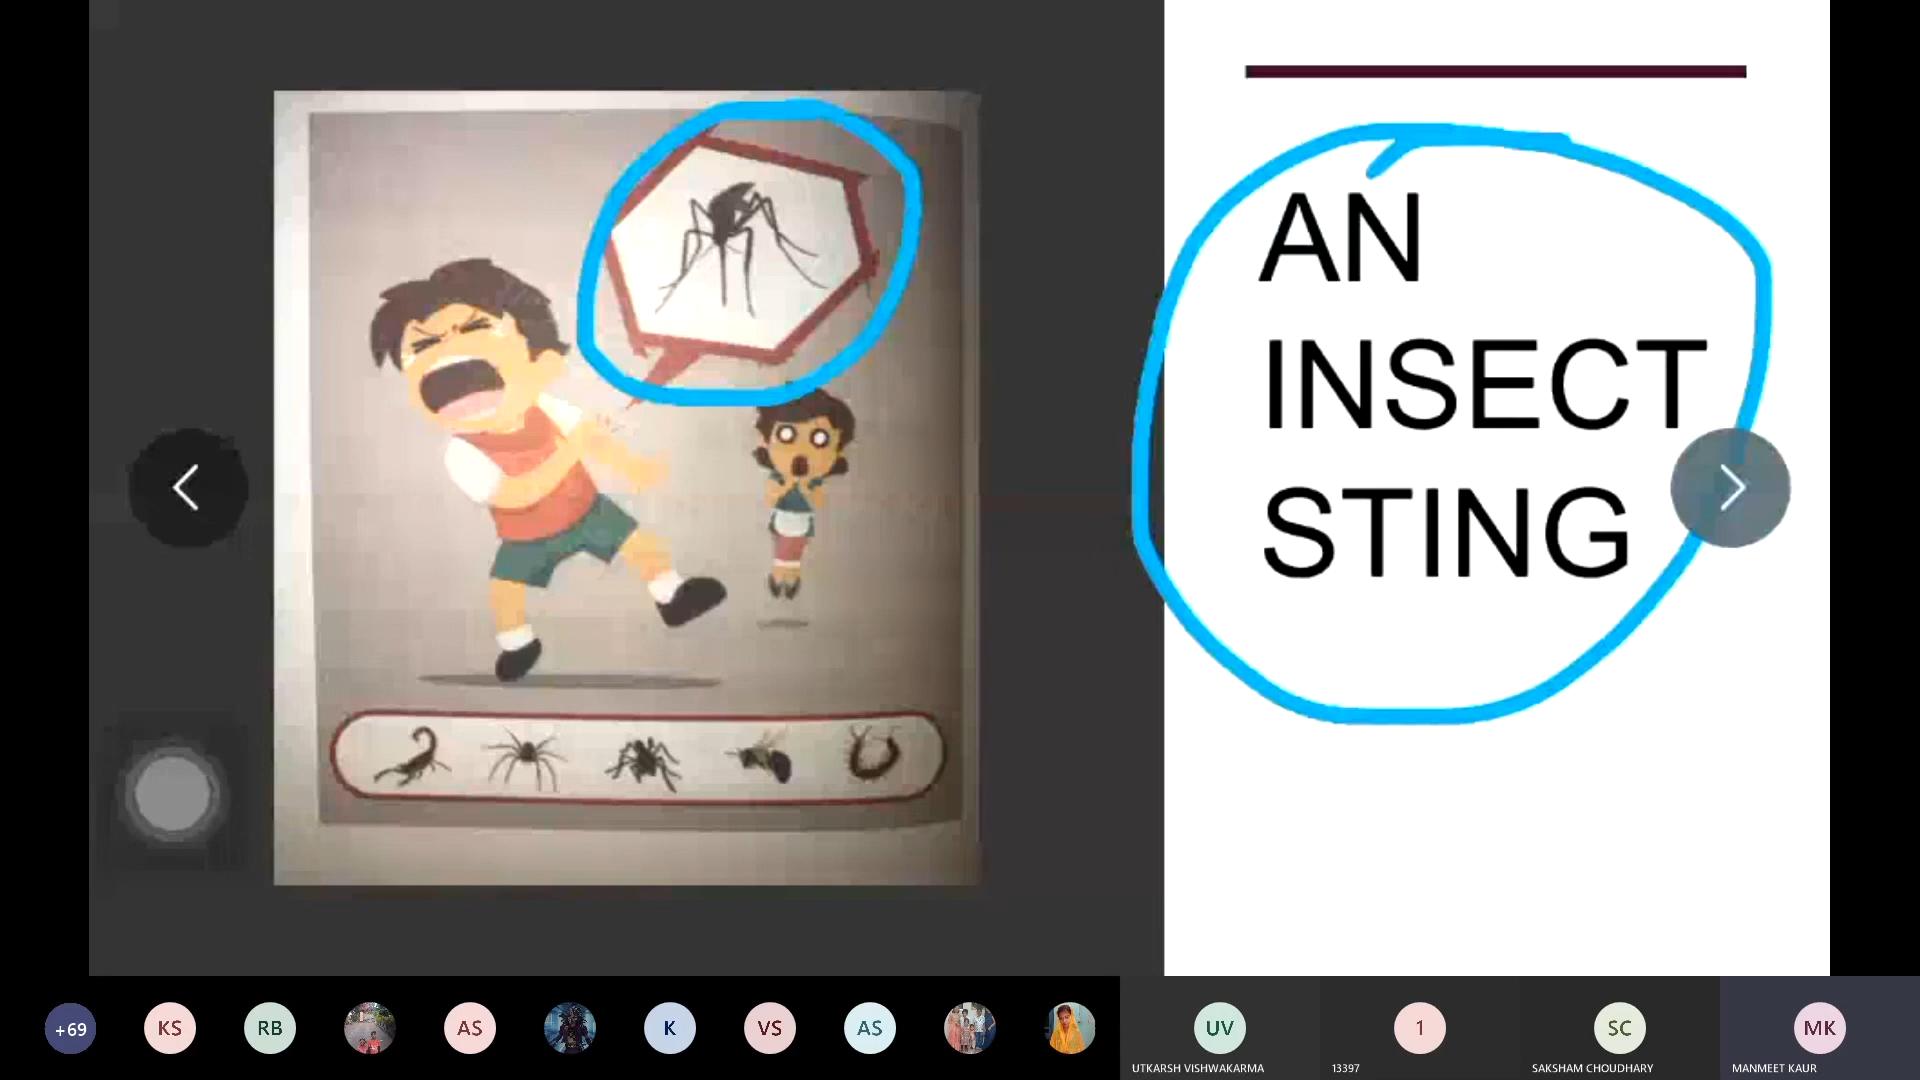 AN
INSECT
STING
+69
KS
RB
AS
K
VS
AS
UV
1
SC
MK
UTKARSH VISHWAKARMA
13397
SAKSHAM CHOUDHARY
MANMEET KAUR